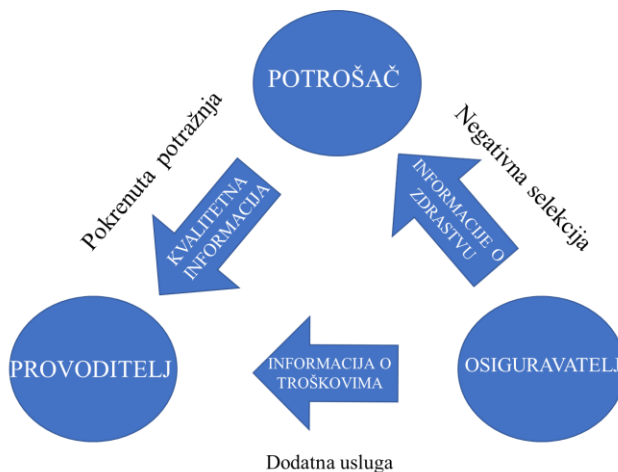 POTROŠAČ
Pokrenuta potražnja
Negativna selekcija
KVALITETNA
INFORMACIJA
INFORMACIJE O
ZDRASTVU
PROVODITELJ
INFORMACIJA O
TROŠKOVIMA
OSIGURAVATELJ
Dodatna usluga